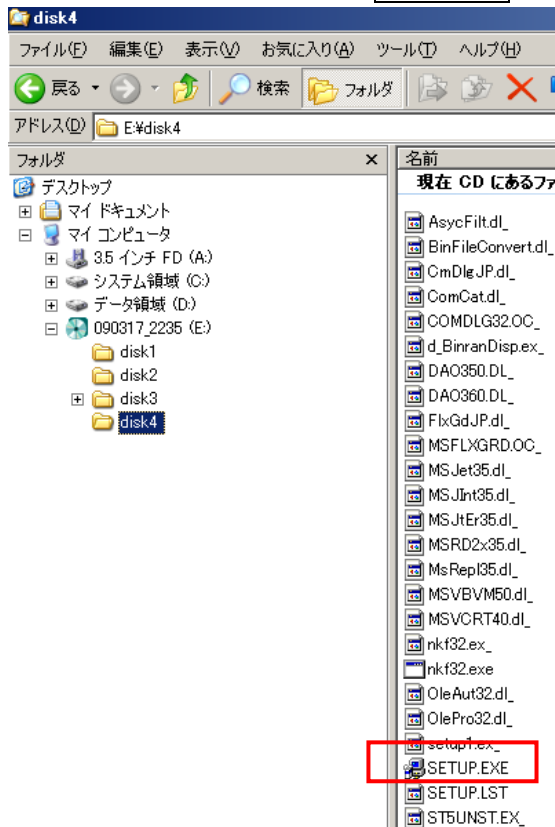 disk4
ファイル(F) 編集(E) 表示(V) お気に入り(A) ツール(T) ヘルプ(H)
戻る 検索 フォルダ
アドレス(D) E:¥disk4
フォルダ
デスクトップ
マイ ドキュメント
マイ コンピュータ
3.5 インチ FD (A:)
システム領域 (C:)
データ領域 (D:)
090317_2235 (E:)
disk1
disk2
disk3
disk4
名前
現在 CD にあるファ
AsycFilt.dl_
BinFileConvert.dl_
CmDlgJP.dl_
ComCat.dl_
COMDLG32.OC_
d_BinranDisp.ex_
DAO350.DL_
DAO360.DL_
FlxGdJP.dl_
MSFLXGRD.OC_
MSJet35.dl_
MSJInt35.dl_
MSJtEr35.dl_
MSRD2x35.dl_
MsRepl35.dl_
MSVBVM50.dl_
MSVCRT40.dl_
nkf32.ex_
nkf32.exe
OleAut32.dl_
OlePro32.dl_
setup1.ex_
SETUP.EXE
SETUP.LST
ST5UNST.EX_